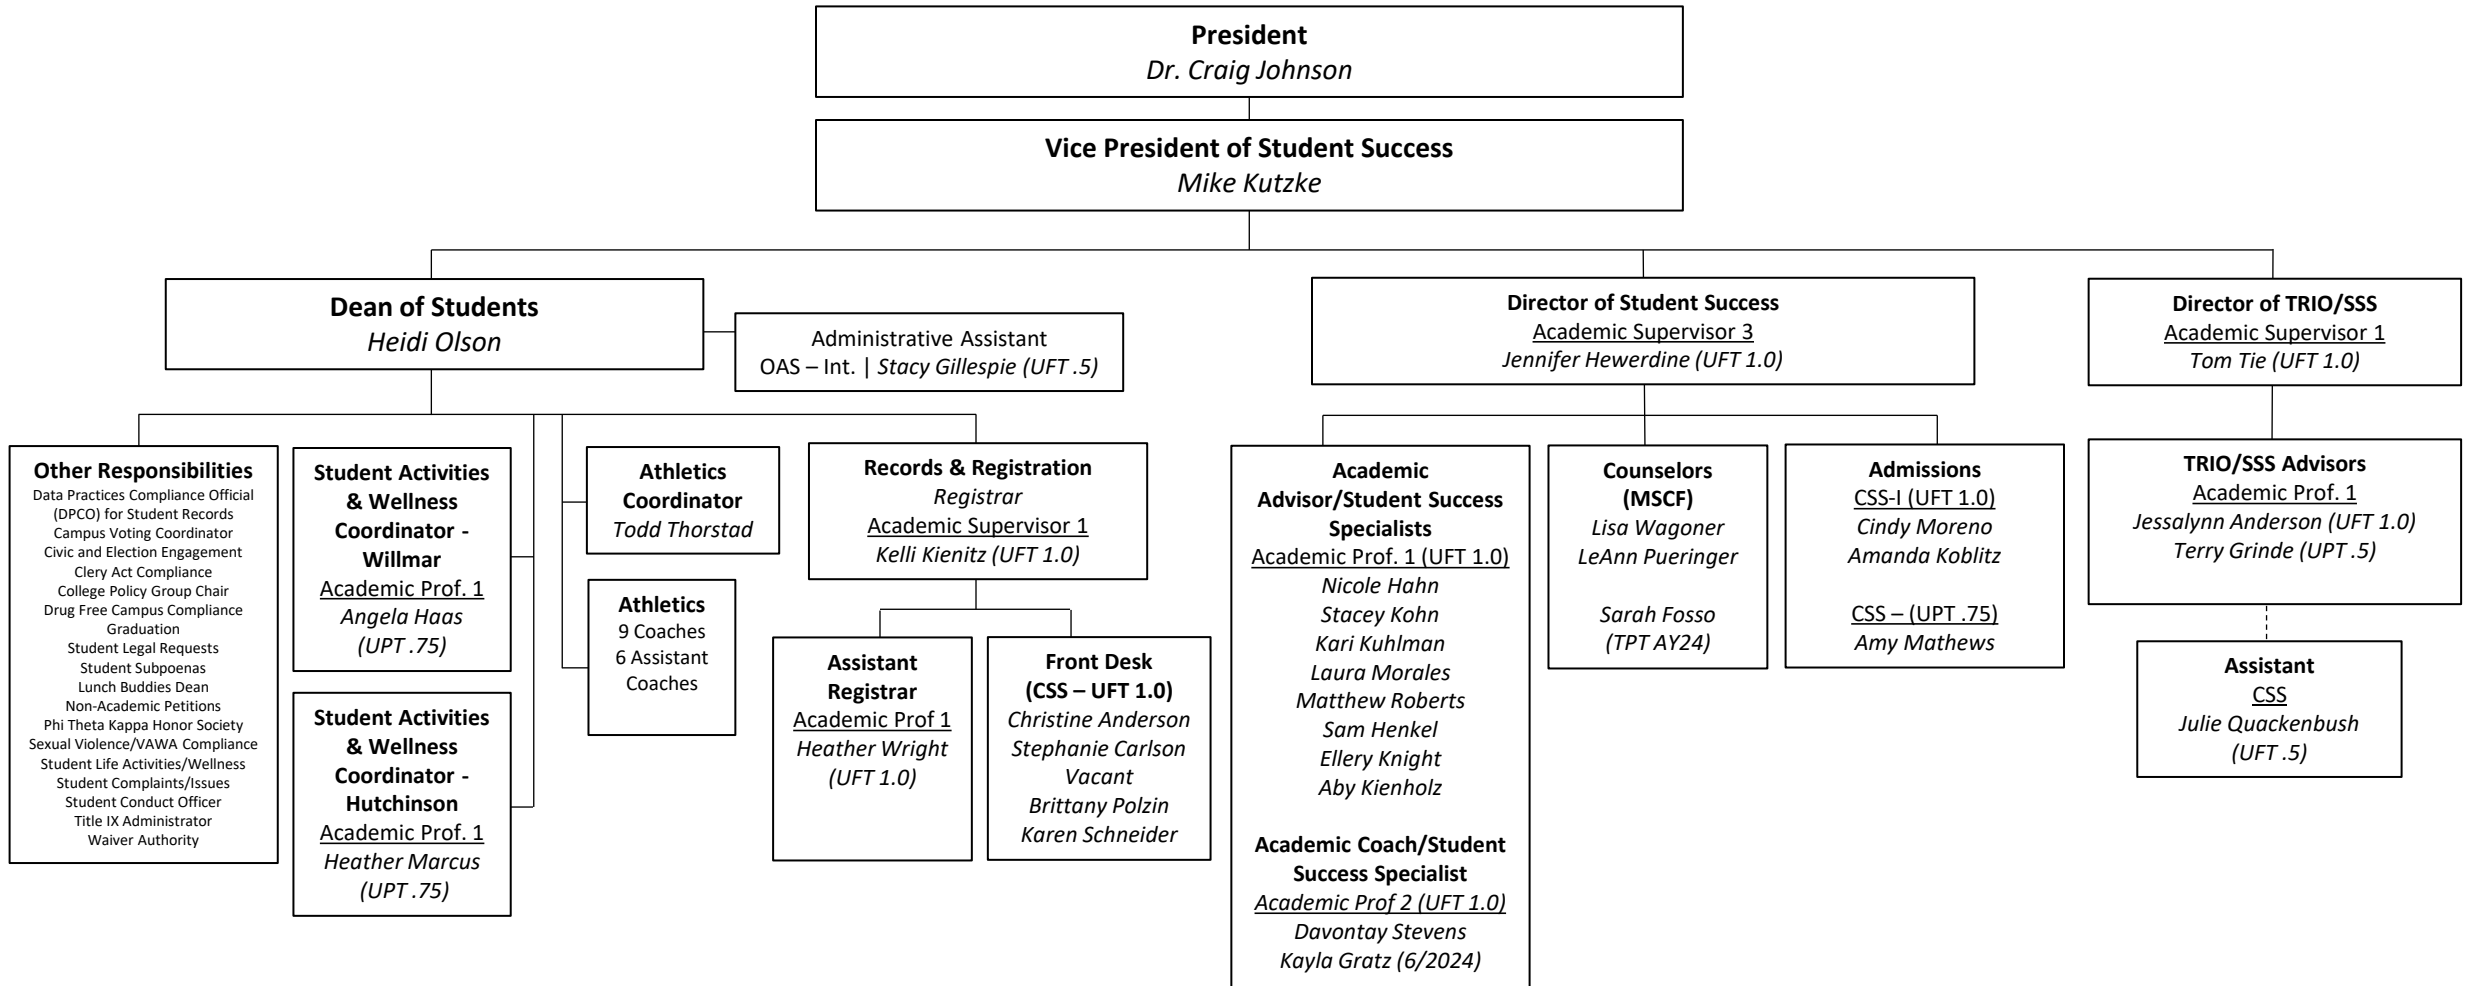 President
Dr. Craig Johnson
Vice President of Student Success
Mike Kutzke
Dean of Students
Heidi Olson
Administrative Assistant
OAS – Int. | Stacy Gillespie (UFT .5)
Director of Student Success
Academic Supervisor 3
Jennifer Hewerdine (UFT 1.0)
Director of TRIO/SSS
Academic Supervisor 1
Tom Tie (UFT 1.0)
Other Responsibilities
Data Practices Compliance Official
(DPCO) for Student Records
Campus Voting Coordinator
Civic and Election Engagement
Clery Act Compliance
College Policy Group Chair
Drug Free Campus Compliance
Graduation
Student Legal Requests
Student Subpoenas
Lunch Buddies Dean
Non-Academic Petitions
Phi Theta Kappa Honor Society
Sexual Violence/VAWA Compliance
Student Life Activities/Wellness
Student Complaints/Issues
Student Conduct Officer
Title IX Administrator
Waiver Authority
Student Activities
& Wellness
Coordinator -
Willmar
Academic Prof. 1
Angela Haas
(UPT .75)
Student Activities
& Wellness
Coordinator -
Hutchinson
Academic Prof. 1
Heather Marcus
(UPT .75)
Athletics
Coordinator
Todd Thorstad
Athletics
9 Coaches
6 Assistant
Coaches
Records & Registration
Registrar
Academic Supervisor 1
Kelli Kienitz (UFT 1.0)
Assistant
Registrar
Academic Prof 1
Heather Wright
(UFT 1.0)
Front Desk
(CSS – UFT 1.0)
Christine Anderson
Stephanie Carlson
Vacant
Brittany Polzin
Karen Schneider
Academic
Advisor/Student Success
Specialists
Academic Prof. 1 (UFT 1.0)
Nicole Hahn
Stacey Kohn
Kari Kuhlman
Laura Morales
Matthew Roberts
Sam Henkel
Ellery Knight
Aby Kienholz
Academic Coach/Student
Success Specialist
Academic Prof 2 (UFT 1.0)
Davontay Stevens
Kayla Gratz (6/2024)
Counselors
(MSCF)
Lisa Wagoner
LeAnn Pueringer
Sarah Fosso
(TPT AY24)
Admissions
CSS-I (UFT 1.0)
Cindy Moreno
Amanda Koblitz
CSS – (UPT .75)
Amy Mathews
TRIO/SSS Advisors
Academic Prof. 1
Jessalynn Anderson (UFT 1.0)
Terry Grinde (UPT .5)
Assistant
CSS
Julie Quackenbush
(UFT .5)